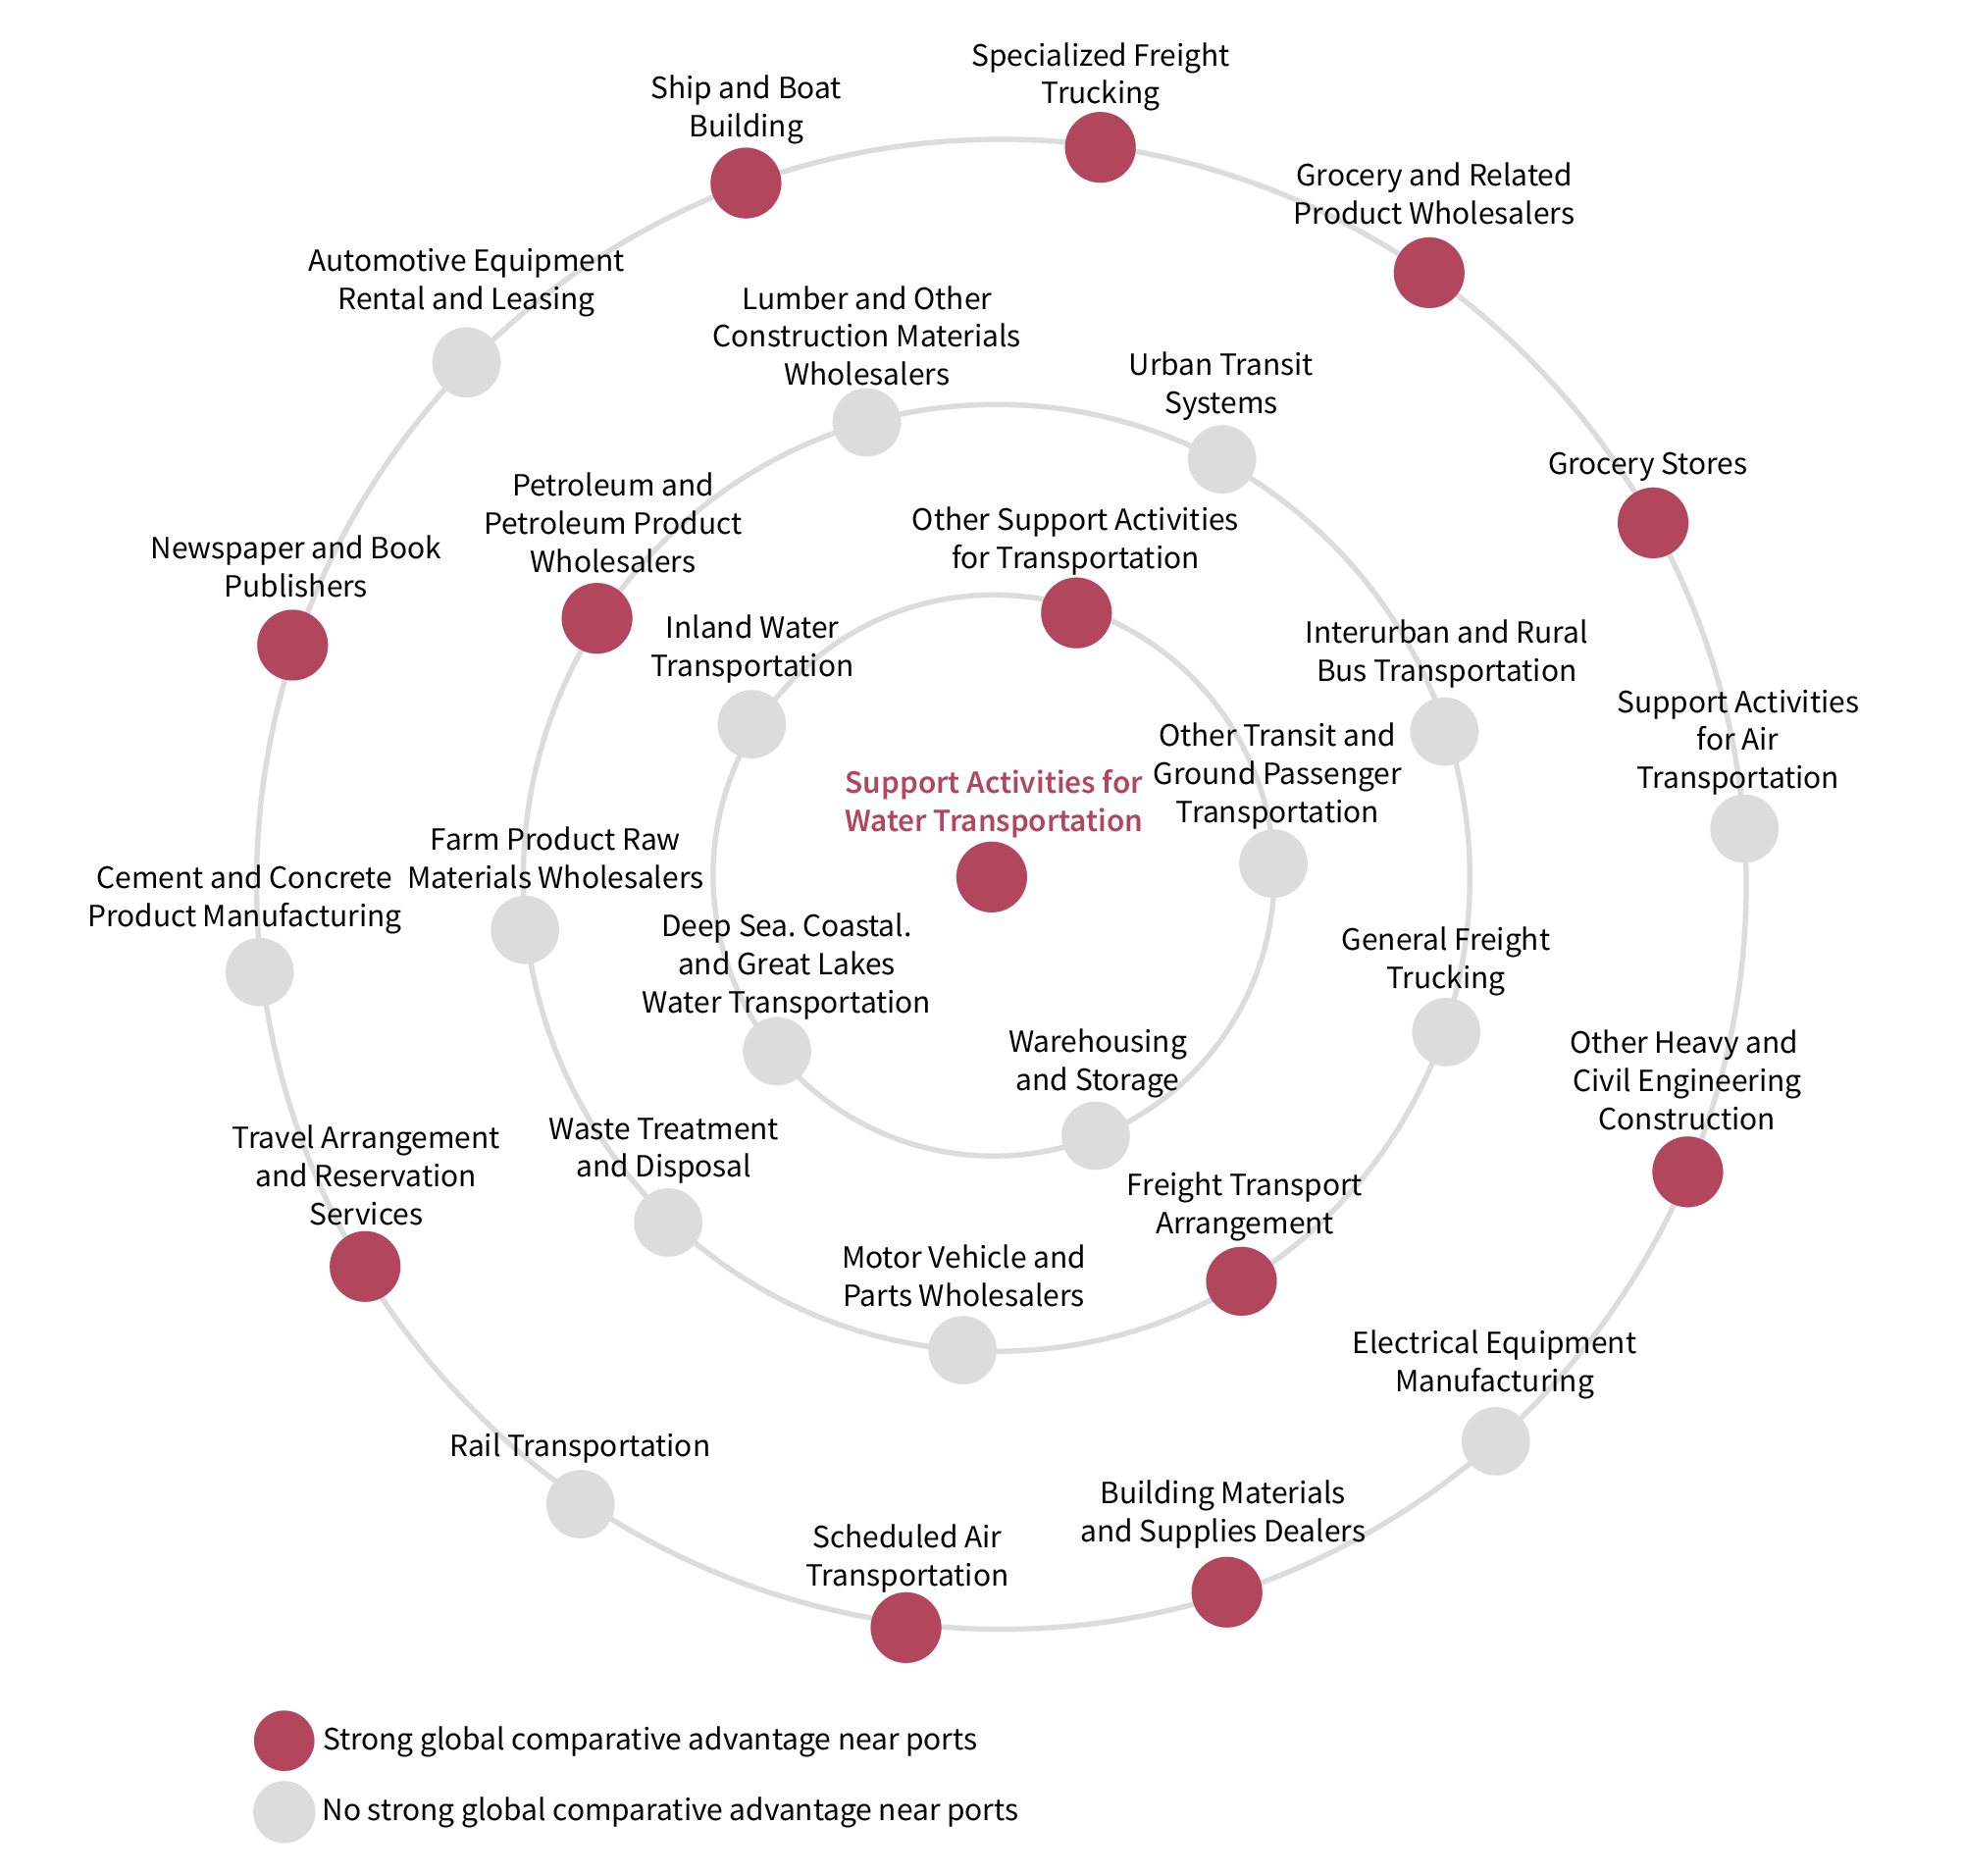 Specialized Freight
Trucking
Ship and Boat
Building
Grocery and Related
Product Wholesalers
Automotive Equipment
Rental and Leasing
Lumber and Other
Construction Materials
Wholesalers
Urban Transit
Systems
Grocery Stores
Petroleum and
Petroleum Product
Wholesalers
Other Support Activities
for Transportation
Newspaper and Book
Publishers
Inland Water
Transportation
Interurban and Rural
Bus Transportation
Support Activities
for Air
Transportation
Other Transit and
Ground Passenger
Transportation
Support Activities for
Water Transportation
Farm Product Raw
Materials Wholesalers
Cement and Concrete
Product Manufacturing
Deep Sea. Coastal.
and Great Lakes
Water Transportation
General Freight
Trucking
Warehousing
and Storage
Other Heavy and
Civil Engineering
Construction
Travel Arrangement
and Reservation
Services
Waste Treatment
and Disposal
Freight Transport
Arrangement
Motor Vehicle and
Parts Wholesalers
Electrical Equipment
Manufacturing
Rail Transportation
Building Materials
and Supplies Dealers
Scheduled Air
Transportation
Strong global comparative advantage near ports
No strong global comparative advantage near ports